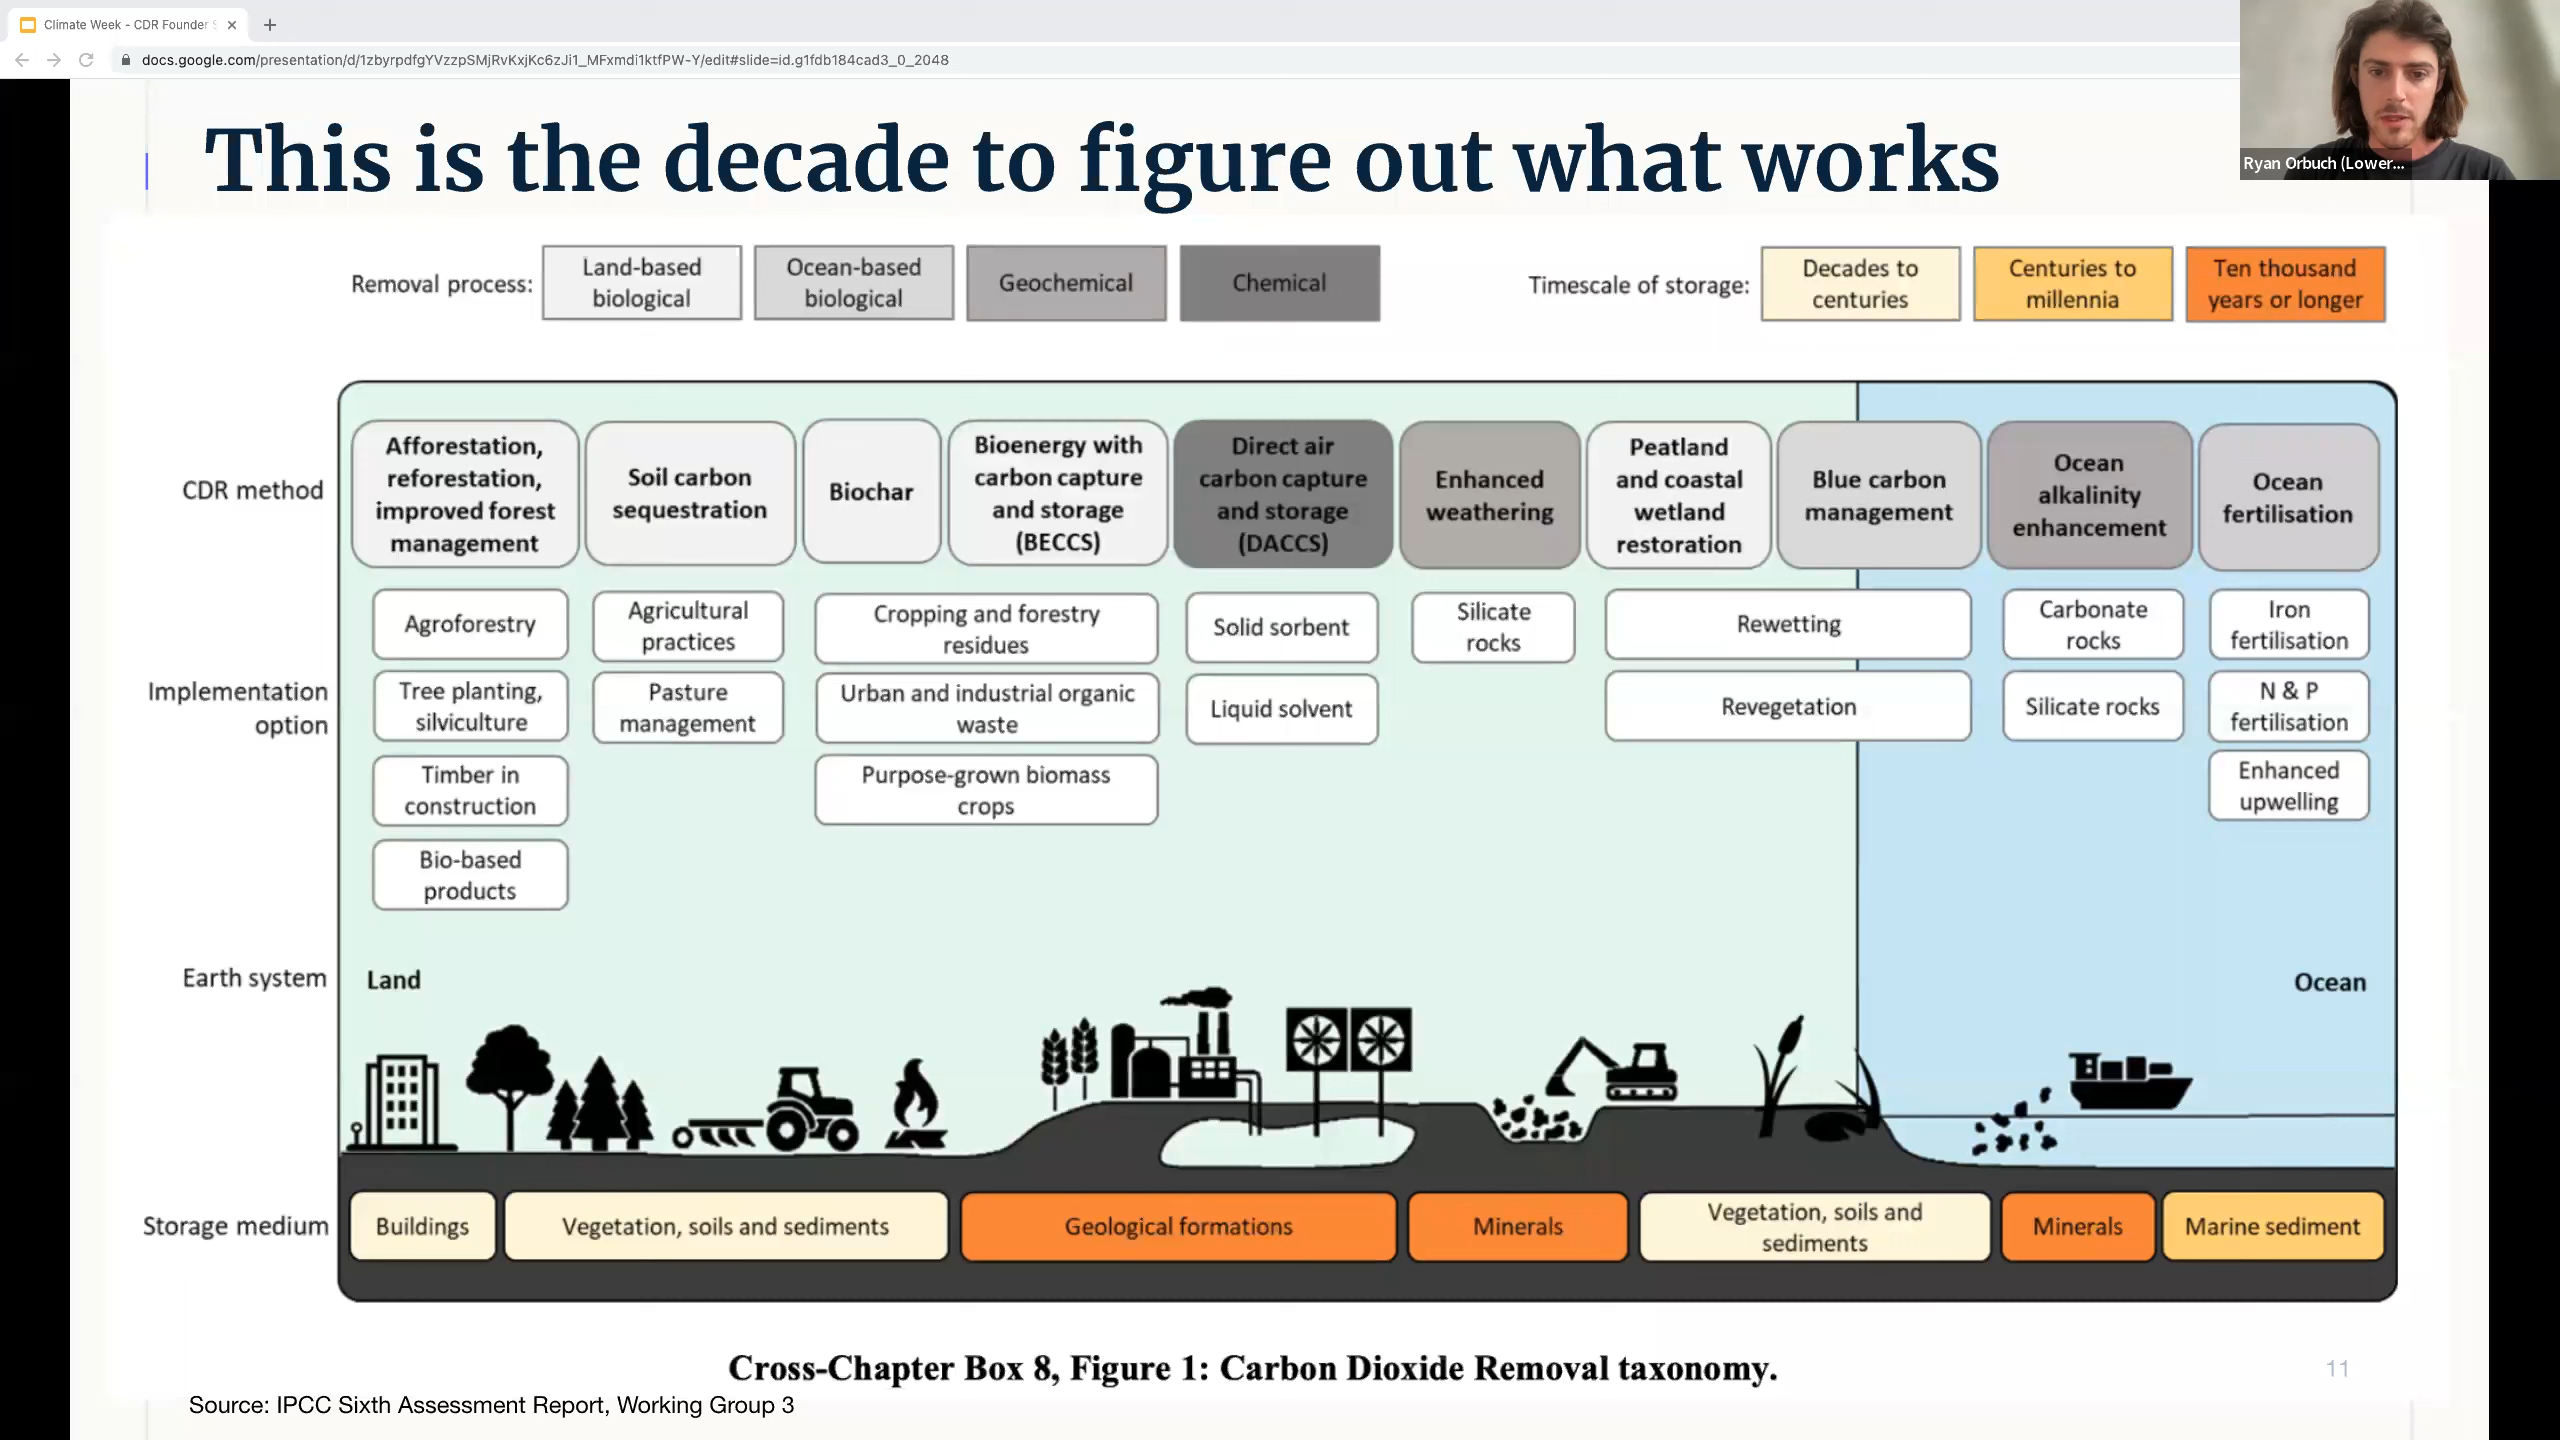 Climate Week - CDR Founder S
docs.google.com/presentation/d/1zbyrpdfgYVzzpSMjRvKxjKc6zJi1_MFxmdi1ktfPW-Y/edit#slide=id.g1fdb184cad3_0_2048
Ryan Orbuch (Lower...
This is the decade to figure out what works
Removal process:
Land-based
biological
Ocean-based
biological
Geochemical
Chemical
Timescale of storage:
Decades to
centuries
Centuries to
millennia
Ten thousand
years or longer
CDR method
Afforestation,
reforestation,
improved forest
management
Soil carbon
sequestration
Biochar
Bioenergy with
carbon capture
and storage
(BECCS)
Direct air
carbon capture
and storage
(DACCS)
Enhanced
weathering
Peatland
and coastal
wetland
restoration
Blue carbon
management
Ocean
alkalinity
enhancement
Ocean
fertilisation
Implementation
option
Agroforestry
Tree planting,
silviculture
Timber in
construction
Bio-based
products
Agricultural
practices
Pasture
management
Cropping and forestry
residues
Urban and industrial organic
waste
Purpose-grown biomass
crops
Solid sorbent
Liquid solvent
Silicate
rocks
Rewetting
Revegetation
Carbonate
rocks
Silicate rocks
Iron
fertilisation
N & P
fertilisation
Enhanced
upwelling
Earth system
Land
Ocean
Storage medium
Buildings
Vegetation, soils and sediments
Geological formations
Minerals
Vegetation, soils and
sediments
Minerals
Marine sediment
Cross-Chapter Box 8, Figure 1: Carbon Dioxide Removal taxonomy.
11
Source: IPCC Sixth Assessment Report, Working Group 3